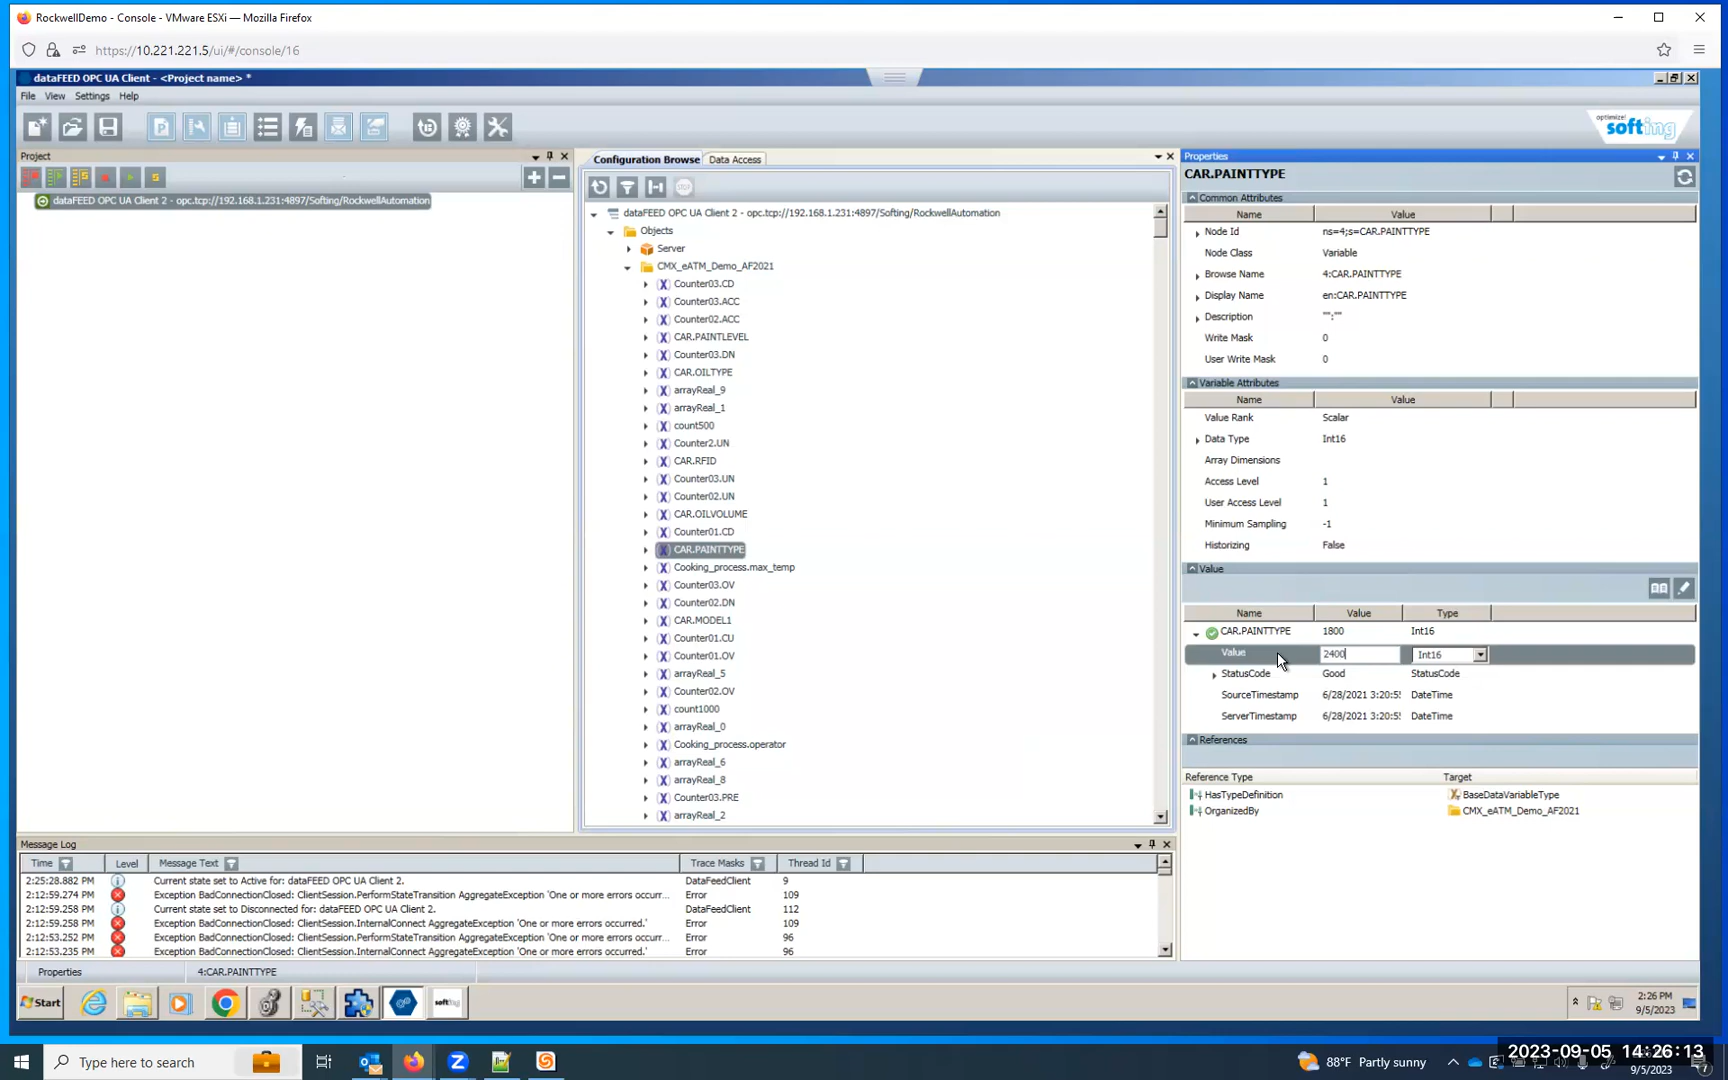 RockwellDemo - Console - VMware ESXi — Mozilla Firefox
https://10.221.221.5/ui/#/console/16
dataFEED OPC UA Client - <Project name> *
File View Settings Help
optimize!
softing
Project
dataFEED OPC UA Client 2 - opc.tcp://192.168.1.231:4897/Softing/RockwellAutomation
Configuration Browse Data Access
dataFEED OPC UA Client 2 - opc.tcp://192.168.1.231:4897/Softing/RockwellAutomation
Objects
Server
CMX_eATM_Demo_AF2021
Counter03.CD
Counter03.ACC
Counter02.ACC
CAR.PAINTLEVEL
Counter03.DN
CAR.OILTYPE
arrayReal_9
arrayReal_1
count500
Counter2.UN
CAR.RFID
Counter03.UN
Counter02.UN
CAR.OILVOLUME
Counter01.CD
CAR.PAINTTYPE
Cooking_process.max_temp
Counter03.OV
Counter02.DN
CAR.MODEL1
Counter01.CU
Counter01.OV
arrayReal_5
Counter02.OV
count1000
arrayReal_0
Cooking_process.operator
arrayReal_6
arrayReal_8
Counter03.PRE
arrayReal_2
Properties
CAR.PAINTTYPE
Common Attributes
Name Value
Node Id ns=4;s=CAR.PAINTTYPE
Node Class Variable
Browse Name 4:CAR.PAINTTYPE
Display Name en:CAR.PAINTTYPE
Description "":""
Write Mask 0
User Write Mask 0
Variable Attributes
Name Value
Value Rank Scalar
Data Type Int16
Array Dimensions
Access Level 1
User Access Level 1
Minimum Sampling -1
Historizing False
Value
Name Value Type
CAR.PAINTTYPE 1800 Int16
Value 2400 Int16
StatusCode Good StatusCode
SourceTimestamp 6/28/2021 3:20:5 DateTime
ServerTimestamp 6/28/2021 3:20:5 DateTime
References
Reference Type Target
HasTypeDefinition BaseDataVariableType
OrganizedBy CMX_eATM_Demo_AF2021
Message Log
Time Level Message Text Trace Masks Thread Id
2:25:28.882 PM Current state set to Active for: dataFEED OPC UA Client 2. DataFeedClient 9
2:12:59.274 PM Exception BadConnectionClosed: ClientSession.PerformStateTransition AggregateException 'One or more errors occurr... Error 109
2:12:59.258 PM Current state set to Disconnected for: dataFEED OPC UA Client 2. DataFeedClient 112
2:12:59.258 PM Exception BadConnectionClosed: ClientSession.InternalConnect AggregateException 'One or more errors occurred.' Error 109
2:12:53.252 PM Exception BadConnectionClosed: ClientSession.PerformStateTransition AggregateException 'One or more errors occurr... Error 96
2:12:53.235 PM Exception BadConnectionClosed: ClientSession.InternalConnect AggregateException 'One or more errors occurred.' Error 96
Properties 4:CAR.PAINTTYPE
Start
softing
2:26 PM
9/5/2023
Type here to search
88°F Partly sunny
2023-09-05 14:26:13
9/5/2023